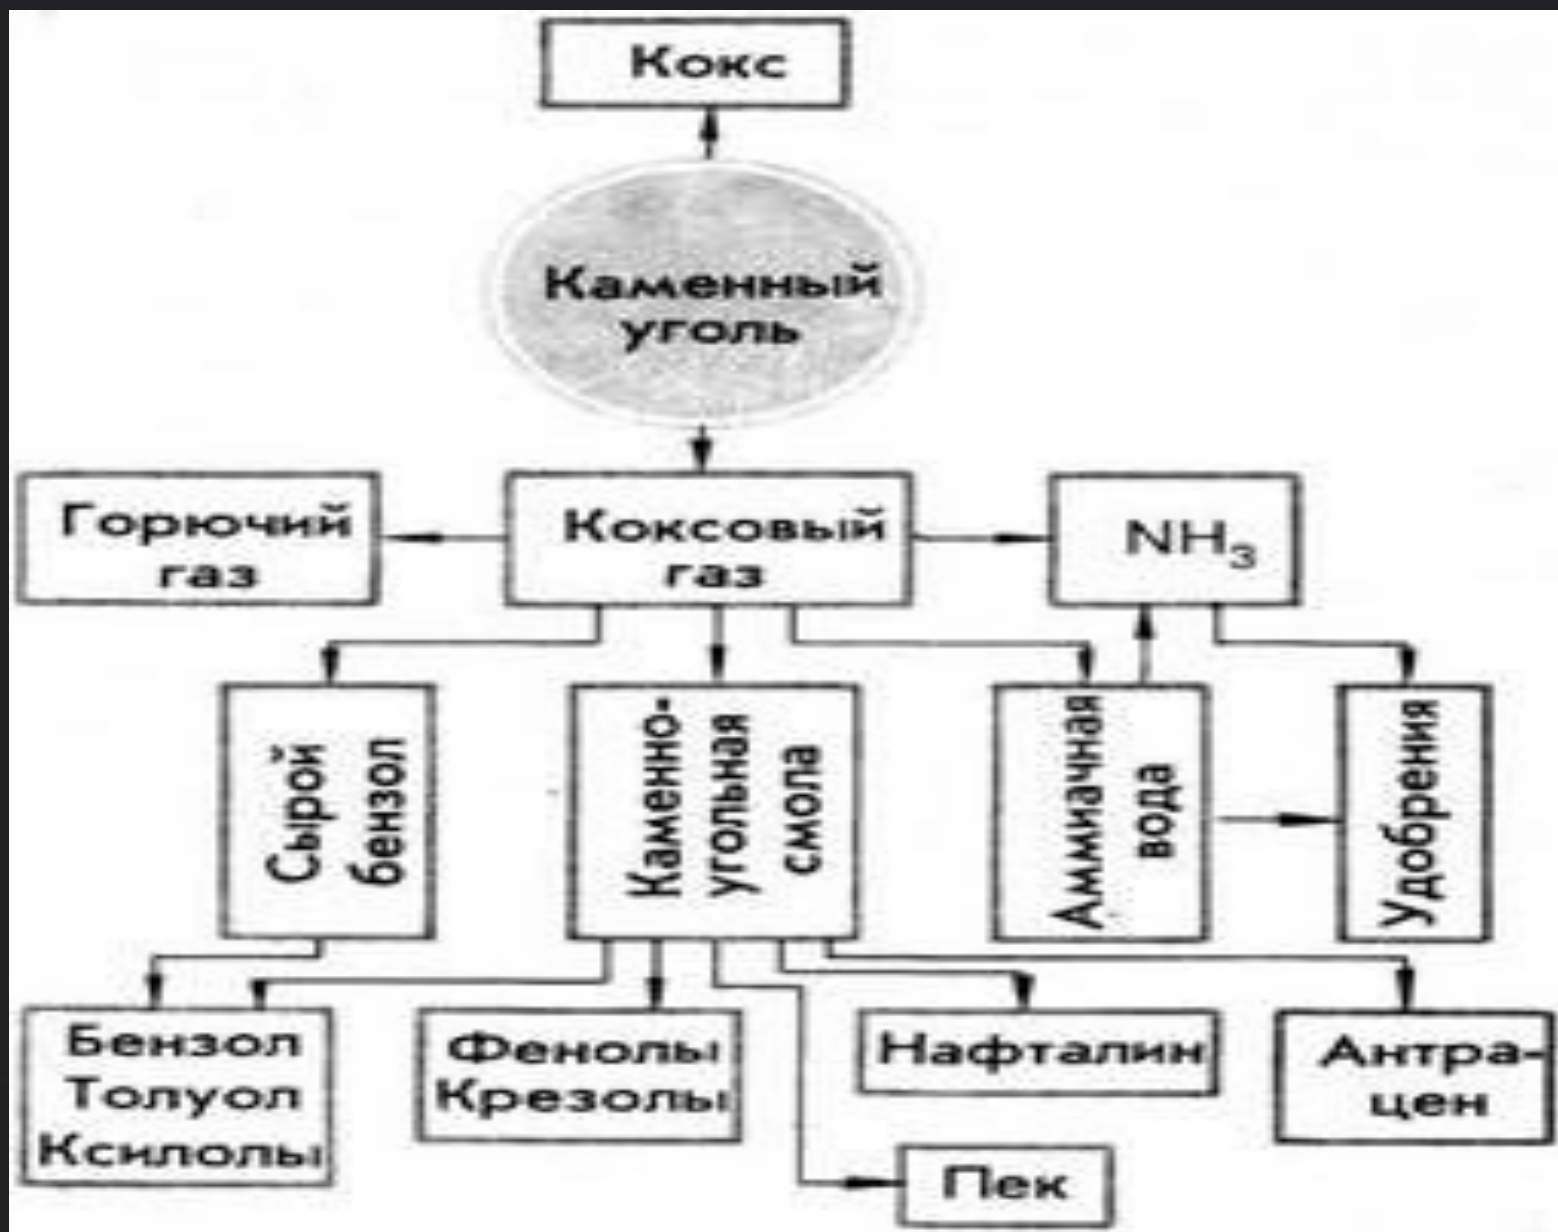 Кокс
Каменный
уголь
Горючий
газ
Коксовый
газ
NH₃
Сырой
бензол
Каменно-
угольная
смола
Аммиачная
вода
Удобрения
Бензол
Толуол
Ксилолы
Фенолы
Крезолы
Нафталин
Антра-
цен
Пек